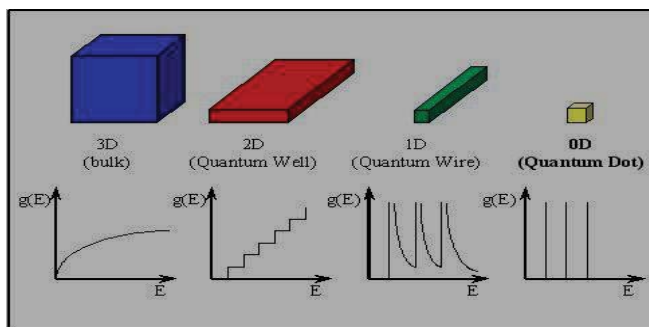 3D
(bulk)
2D
(Quantum Well)
1D
(Quantum Wire)
0D
(Quantum Dot)
g(E)
E
g(E)
E
g(E)
E
g(E)
E